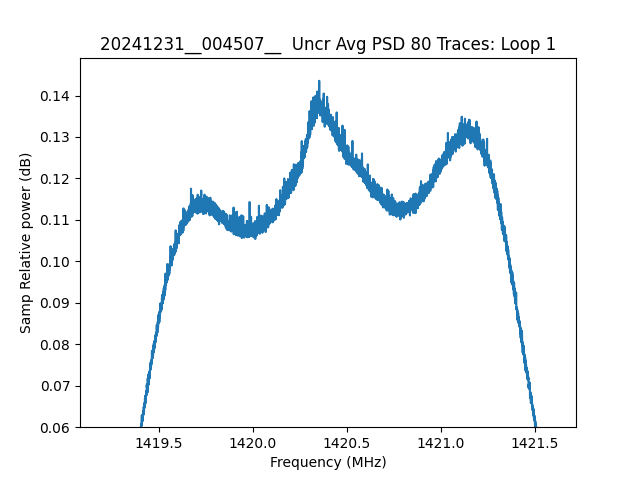 20241231__004507__  Uncr Avg PSD 80 Traces: Loop 1
0.14
0.13
0.12
0.11
0.10
0.09
0.08
0.07
0.06
Samp Relative power (dB)
1419.5 1420.0 1420.5 1421.0 1421.5
Frequency (MHz)